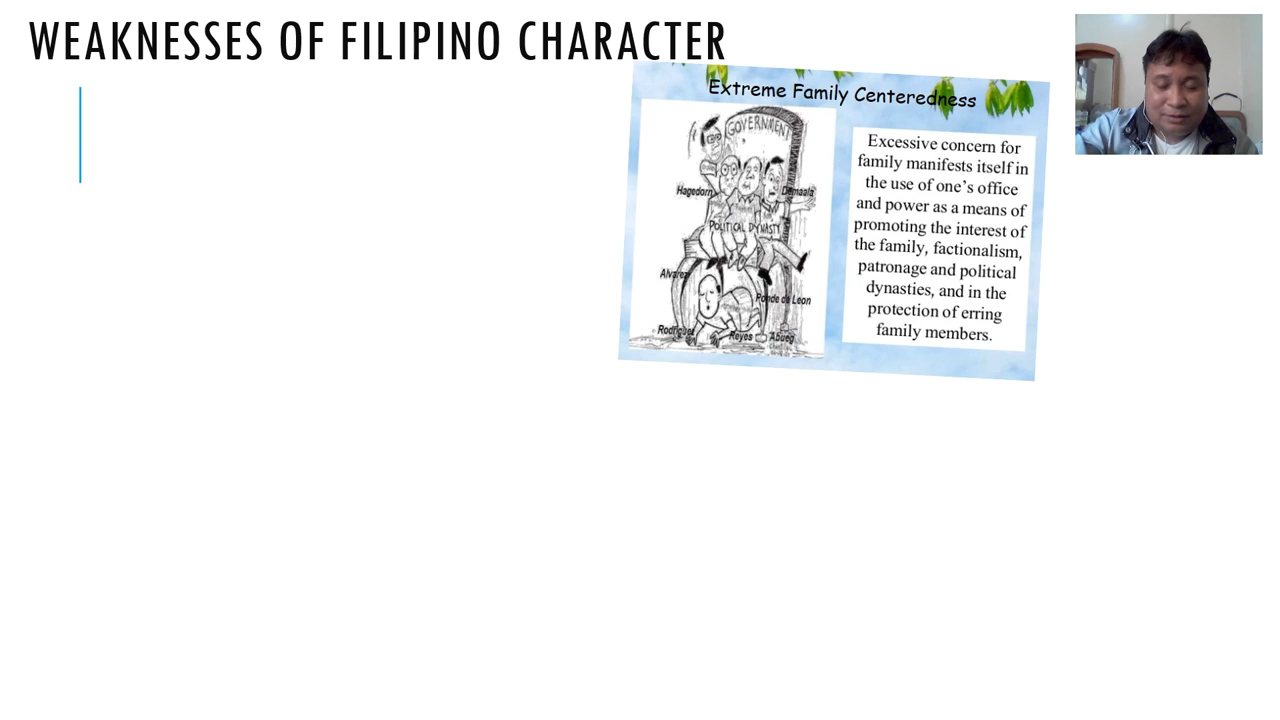 WEAKNESSES OF FILIPINO CHARACTER
Extreme Family Centeredness
GOVERNMENT
Hagedorn
Damaala
POLITICAL DYNASTY
Alvarez
Ponde de Leon
Rodriguez
Reyes
Abueg
Excessive concern for
family manifests itself in
the use of one's office
and power as a means of
promoting the interest of
the family, factionalism,
patronage and political
dynasties, and in the
protection of erring
family members.